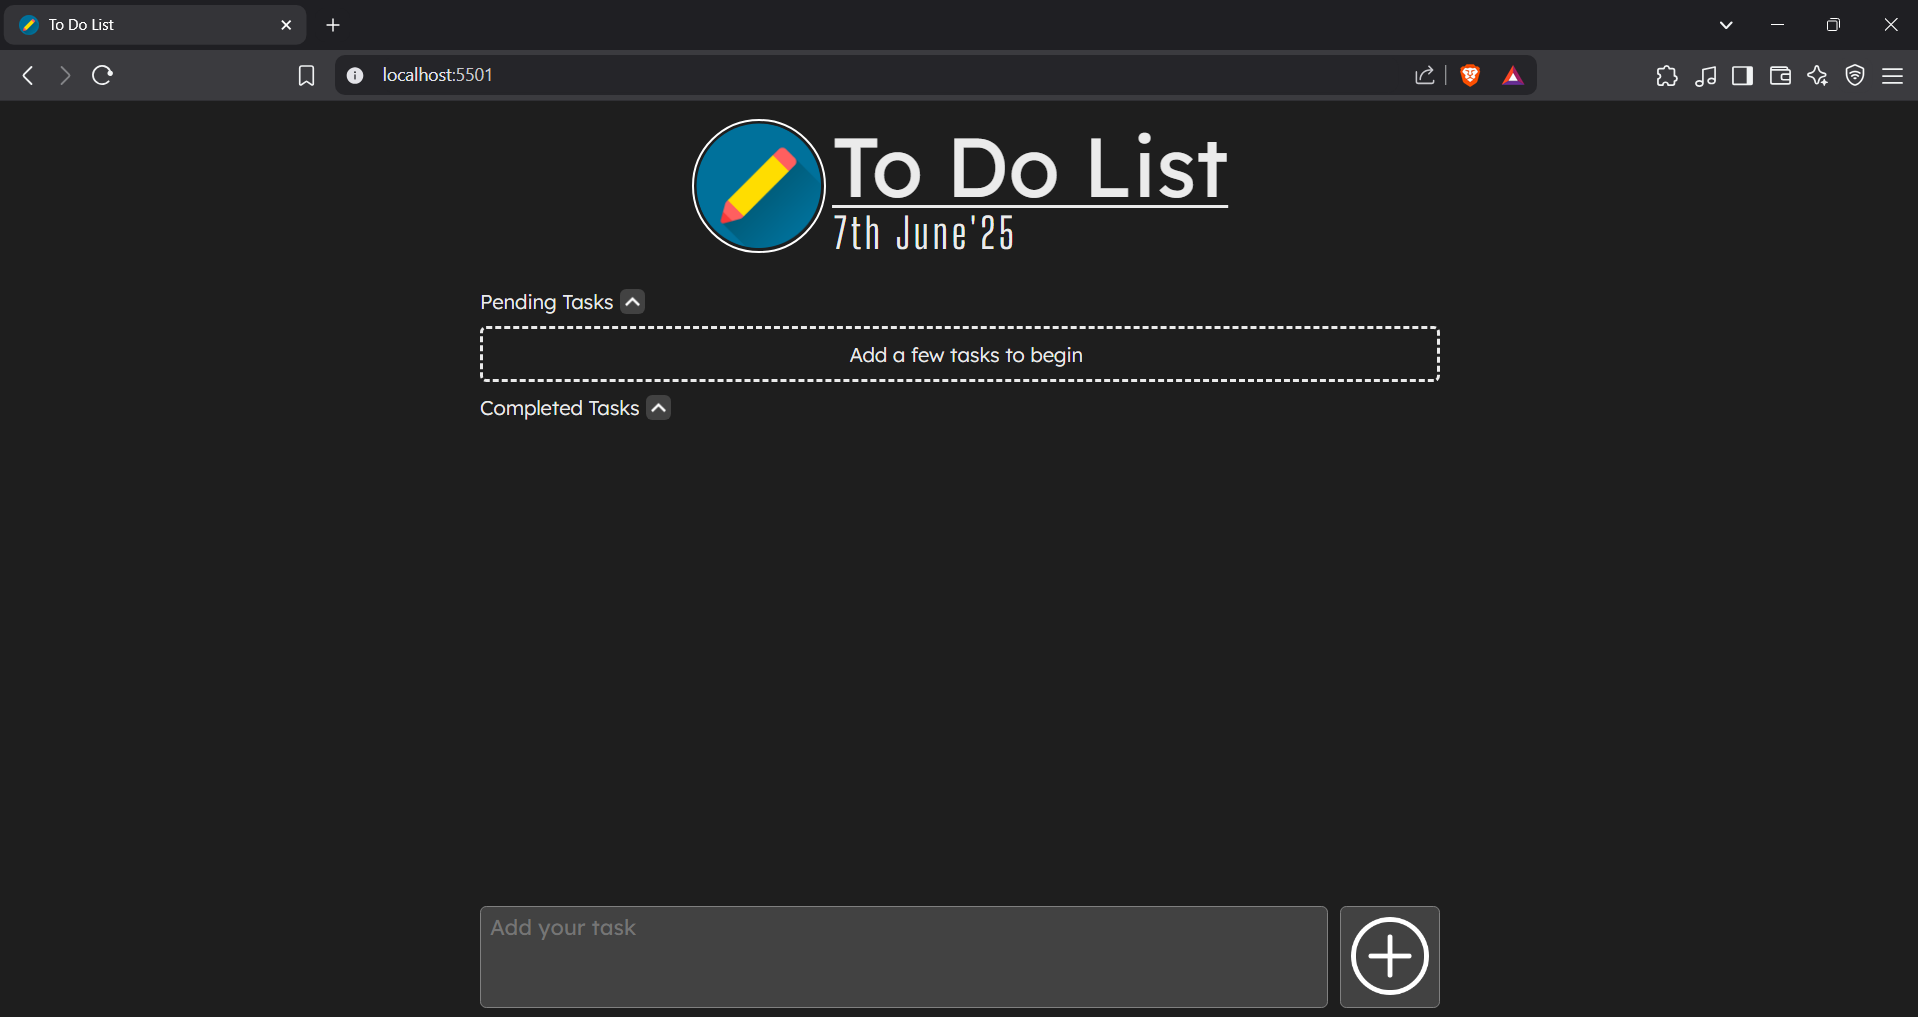 To Do List
localhost:5501
To Do List
7th June'25
Pending Tasks
Add a few tasks to begin
Completed Tasks
Add your task